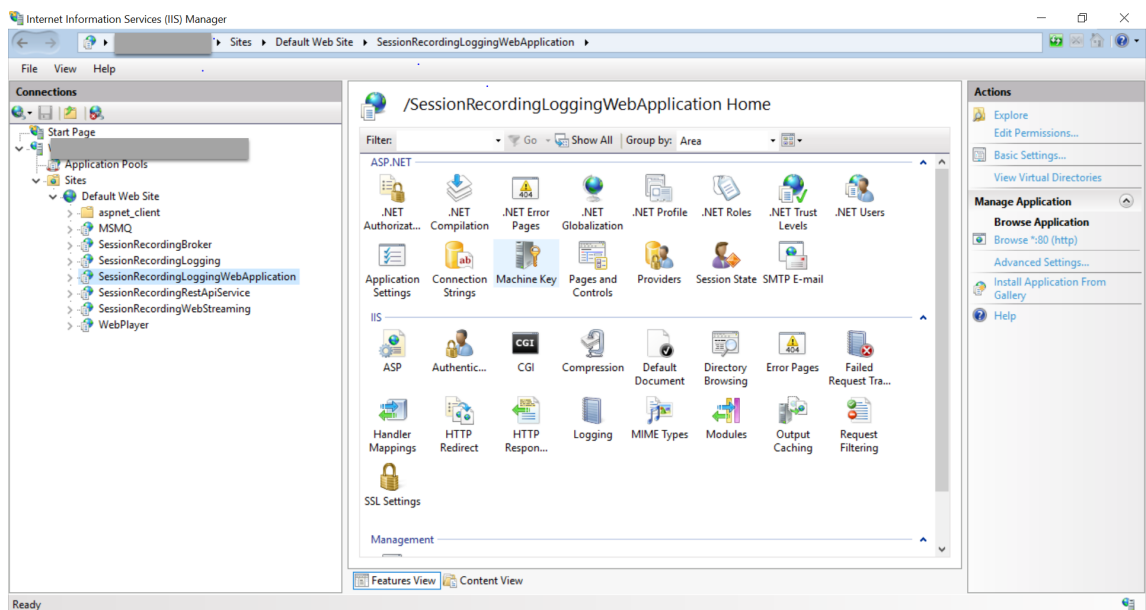 Internet Information Services (IIS) Manager
Sites Default Web Site SessionRecordingLoggingWebApplication
File View Help
Connections
Start Page
Application Pools
Sites
Default Web Site
aspnet_client
MSMQ
SessionRecordingBroker
SessionRecordingLogging
SessionRecordingLoggingWebApplication
SessionRecordingRestApiService
SessionRecordingWebStreaming
WebPlayer
/SessionRecordingLoggingWebApplication Home
Filter: Go Show All Group by: Area
ASP.NET
.NET Authorizat...
.NET Compilation
.NET Error Pages
.NET Globalization
.NET Profile
.NET Roles
.NET Trust Levels
.NET Users
Application Settings
Connection Strings
Machine Key
Pages and Controls
Providers
Session State
SMTP E-mail
IIS
ASP
Authentic...
CGI
Compression
Default Document
Directory Browsing
Error Pages
Failed Request Tra...
Handler Mappings
HTTP Redirect
HTTP Respon...
Logging
MIME Types
Modules
Output Caching
Request Filtering
SSL Settings
Management
Features View Content View
Actions
Explore
Edit Permissions...
Basic Settings...
View Virtual Directories
Manage Application
Browse Application
Browse *:80 (http)
Advanced Settings...
Install Application From
Gallery
Help
Ready